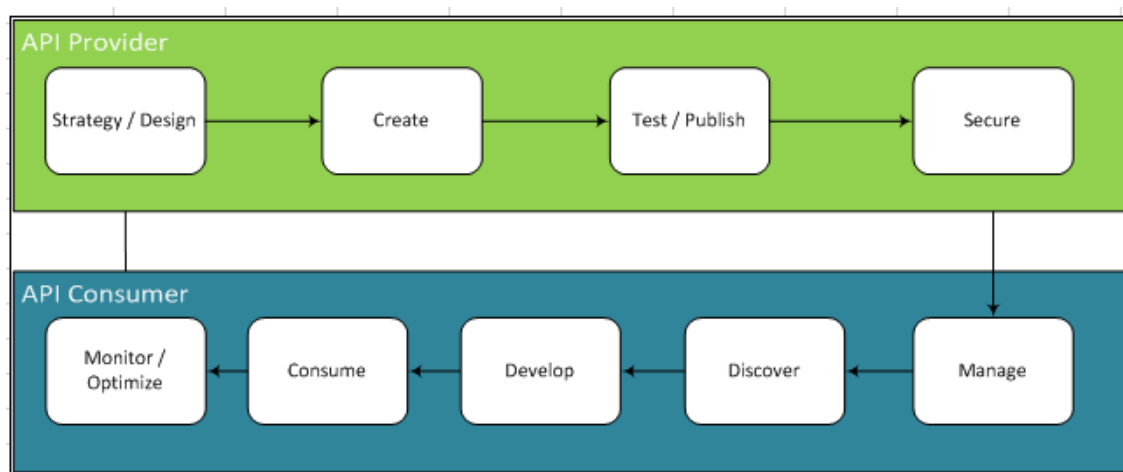 API Provider
Strategy / Design
Create
Test / Publish
Secure
API Consumer
Monitor /
Optimize
Consume
Develop
Discover
Manage